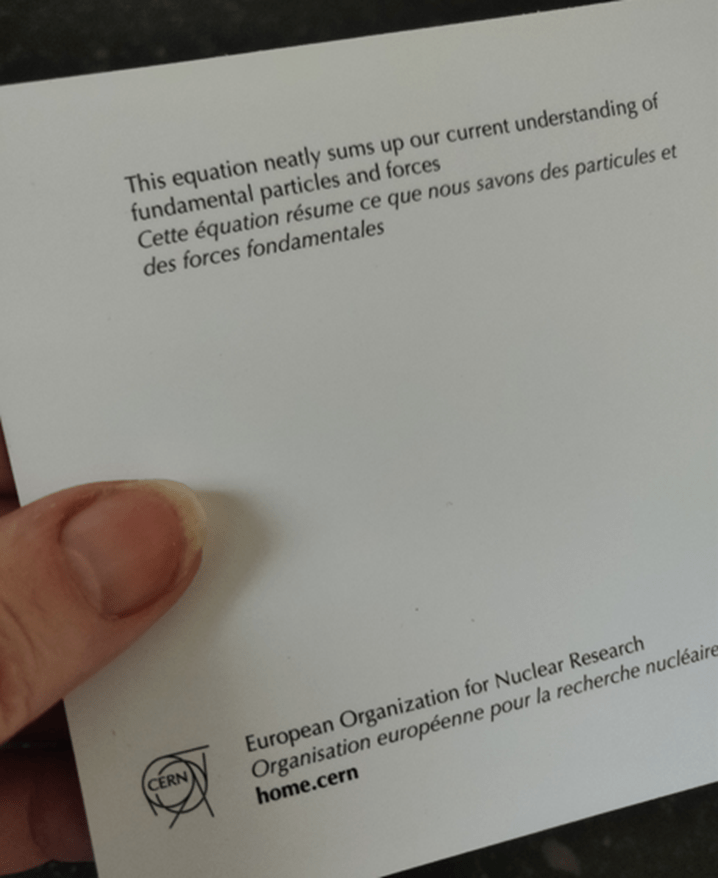 This equation neatly sums up our current understanding of
fundamental particles and forces
Cette équation résume ce que nous savons des particules et
des forces fondamentales
CERN
European Organization for Nuclear Research
Organisation européenne pour la recherche nucléaire
home.cern